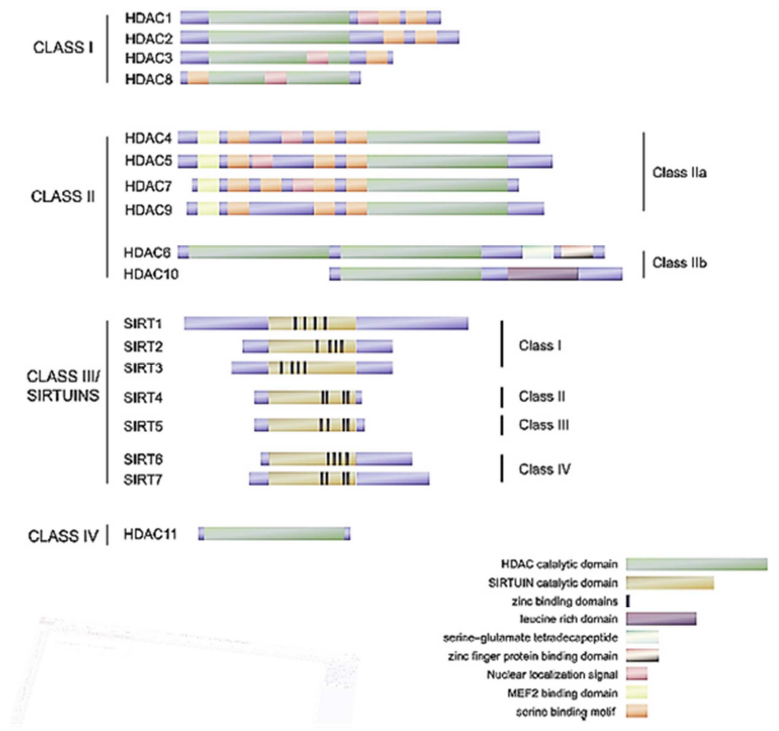 CLASS I
HDAC1
HDAC2
HDAC3
HDAC8
CLASS II
HDAC4
HDAC5
HDAC7
HDAC9
Class IIa
HDAC6
HDAC10
Class IIb
CLASS III/
SIRTUINS
SIRT1
SIRT2
SIRT3
Class I
SIRT4
Class II
SIRT5
Class III
SIRT6
SIRT7
Class IV
CLASS IV
HDAC11
HDAC catalytic domain
SIRTUIN catalytic domain
zinc binding domains
leucine rich domain
serine-glutamate tetradecapeptide
zinc finger protein binding domain
Nuclear localization signal
MEF2 binding domain
serine binding motif